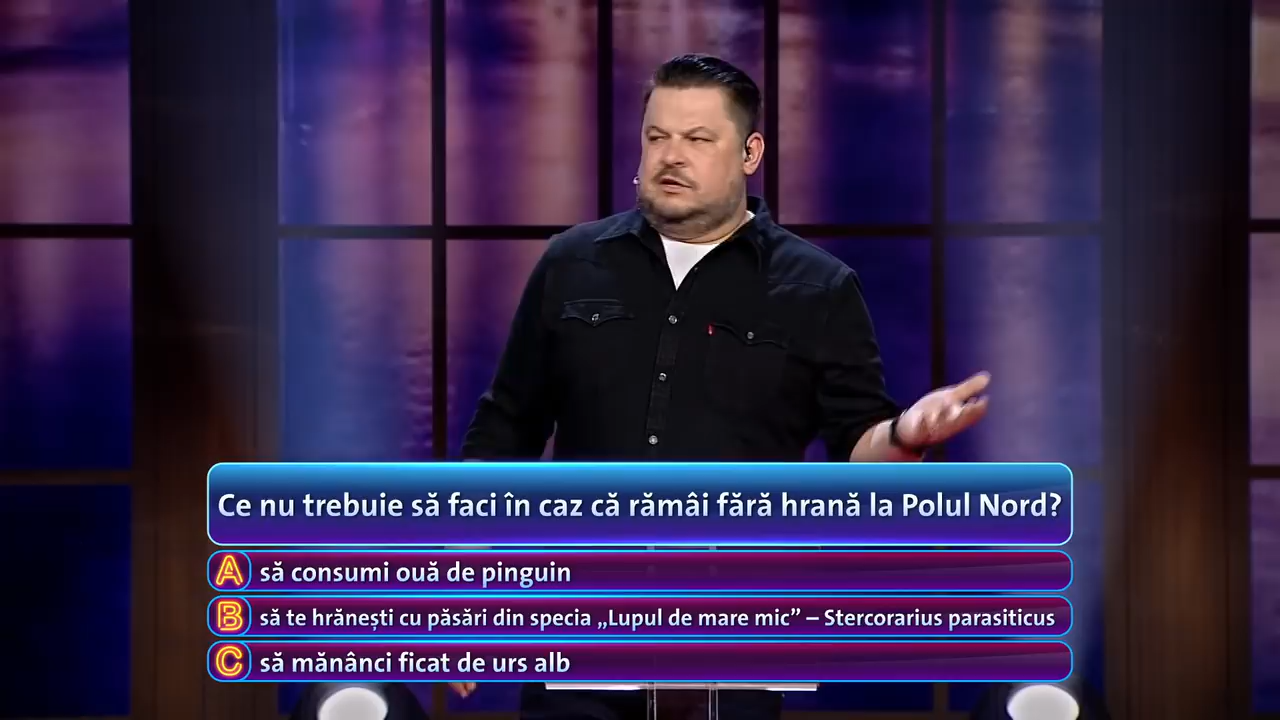 Ce nu trebuie să faci în caz că rămâi fără hrană la Polul Nord?
A să consumi ouă de pinguin
B să te hrănești cu păsări din specia „Lupul de mare mic” – Stercorarius parasiticus
C să mănânci ficat de urs alb